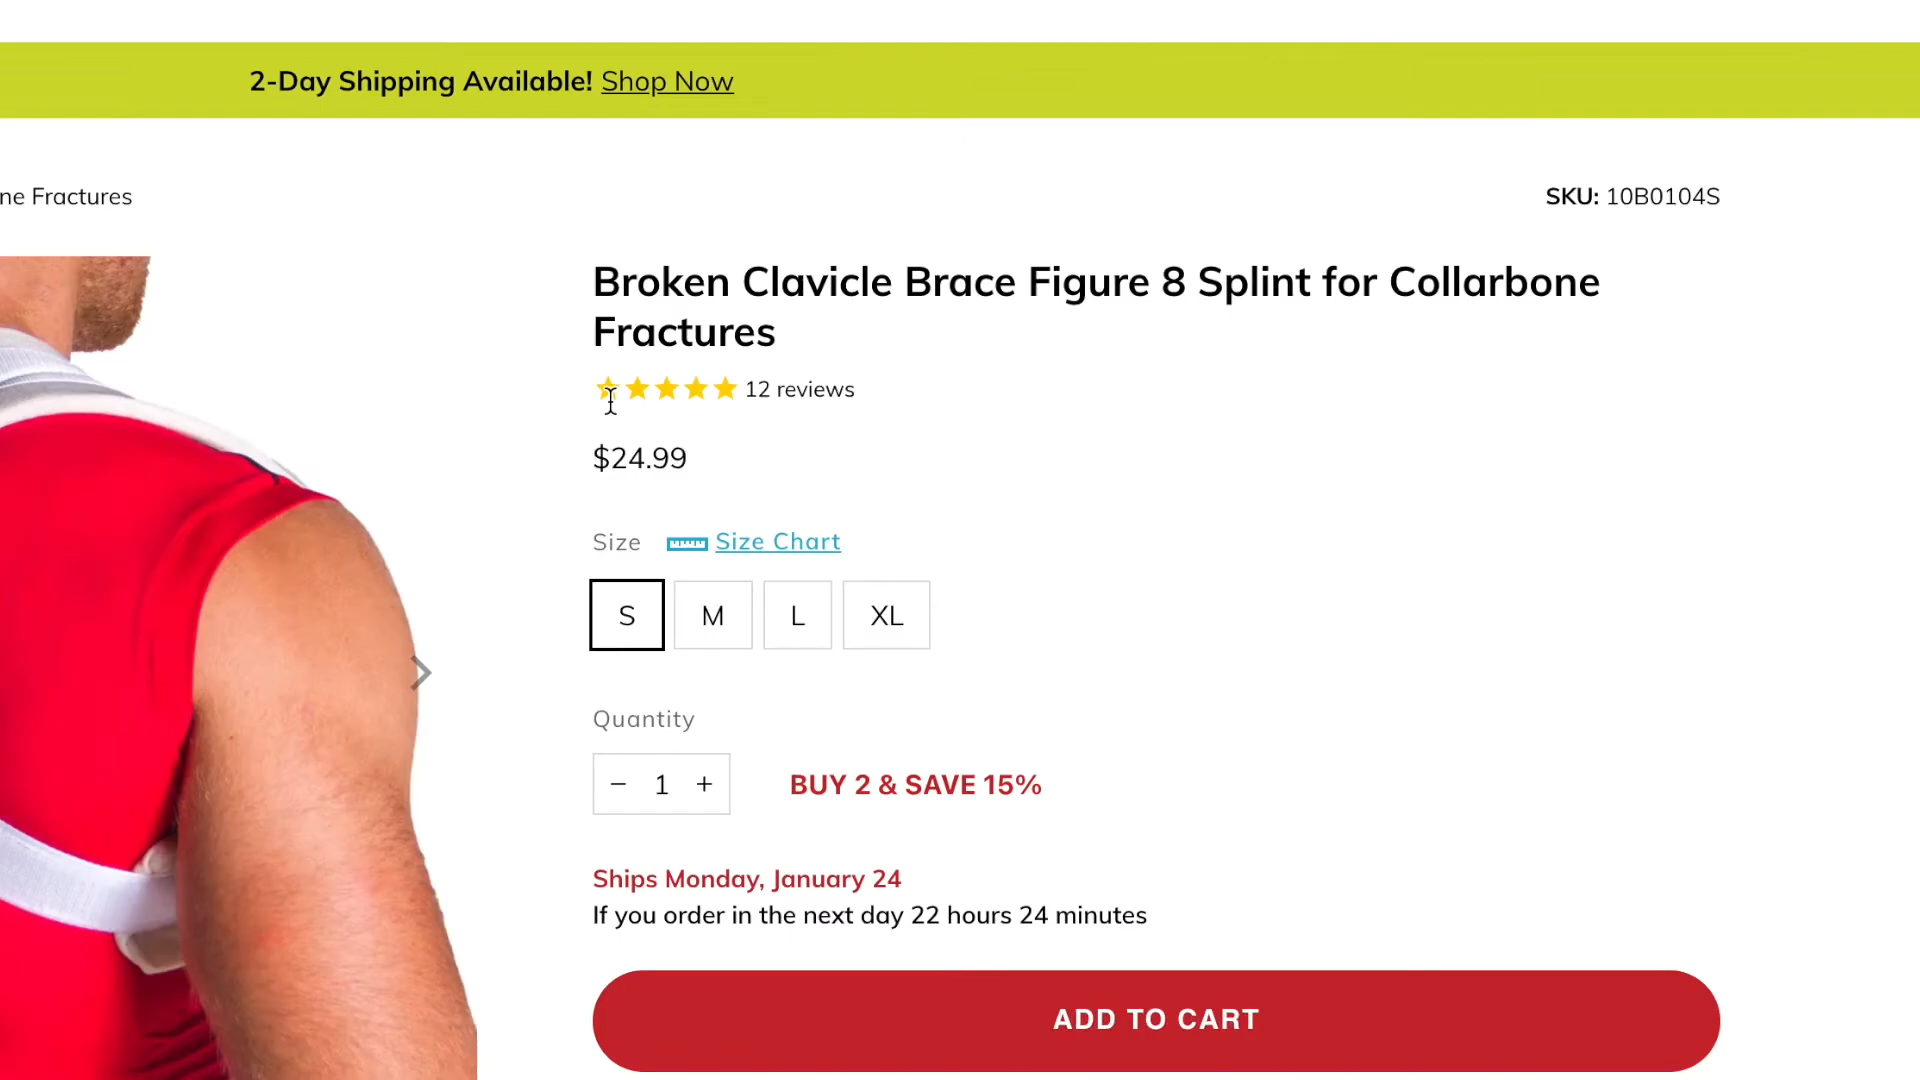 2-Day Shipping Available! Shop Now
ne Fractures
SKU: 10B0104S
Broken Clavicle Brace Figure 8 Splint for Collarbone
Fractures
12 reviews
$24.99
Size Size Chart
S M L XL
Quantity
− 1 + BUY 2 & SAVE 15%
Ships Monday, January 24
If you order in the next day 22 hours 24 minutes
ADD TO CART